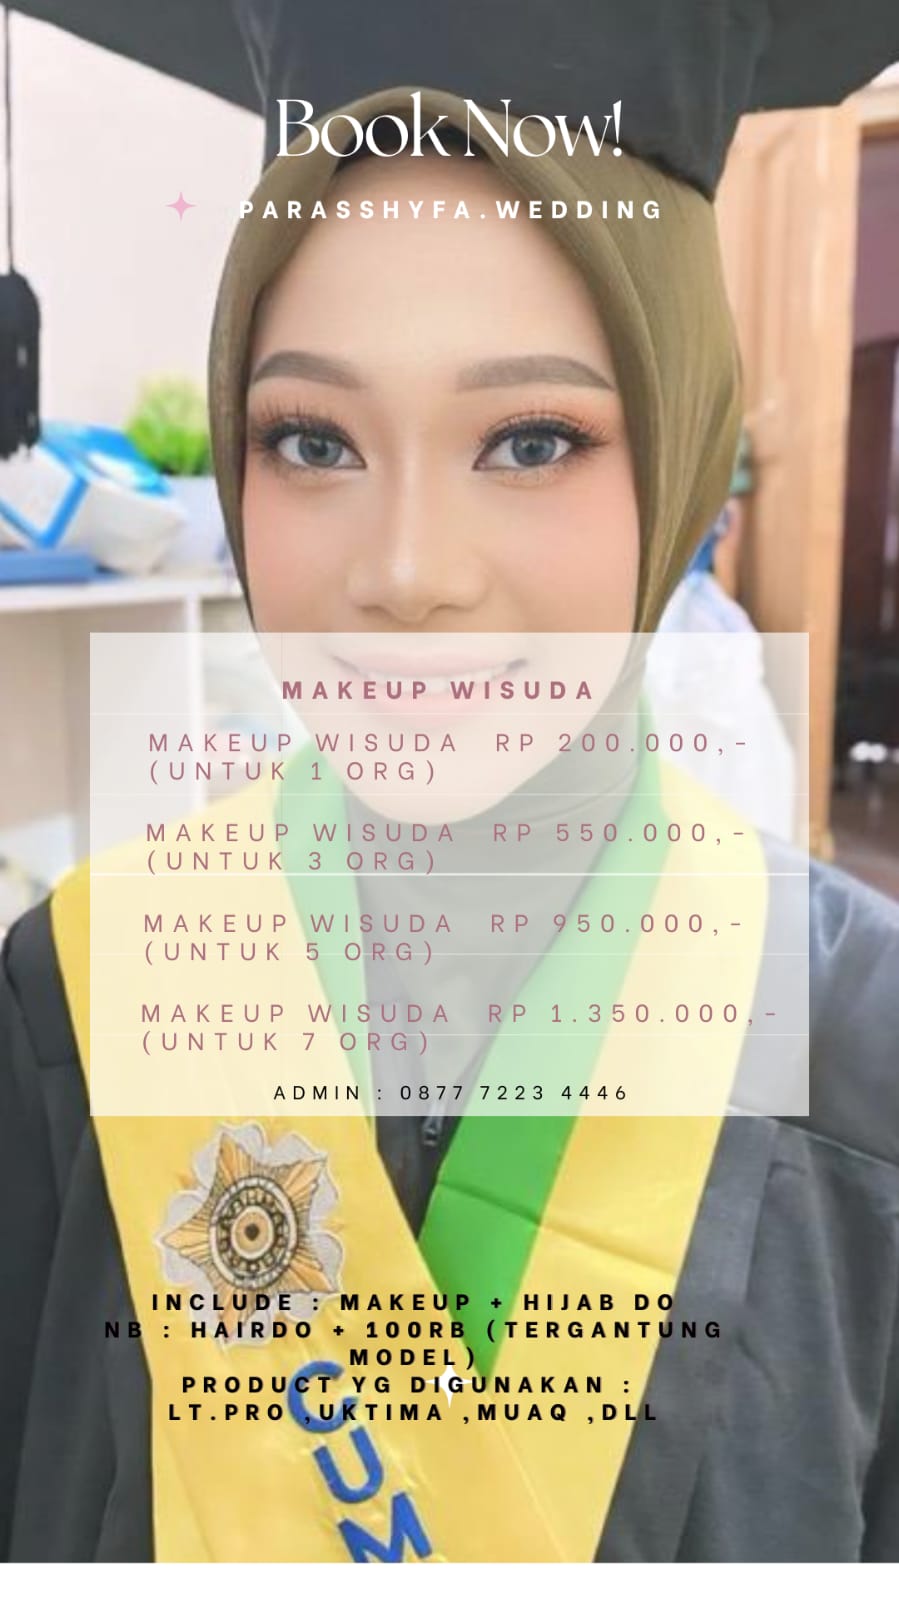 Book Now!
PARASSHYFA.WEDDING
MAKEUP WISUDA
MAKEUP WISUDA RP 200.000,-
(UNTUK 1 ORG)
MAKEUP WISUDA RP 550.000,-
(UNTUK 3 ORG)
MAKEUP WISUDA RP 950.000,-
(UNTUK 5 ORG)
MAKEUP WISUDA RP 1.350.000,-
(UNTUK 7 ORG)
ADMIN : 0877 7223 4446
INCLUDE : MAKEUP + HIJAB DO
NB : HAIRDO + 100RB (TERGANTUNG
MODEL)
PRODUCT YG DIGUNAKAN :
LT.PRO ,UKTIMA ,MUAQ ,DLL
CUM